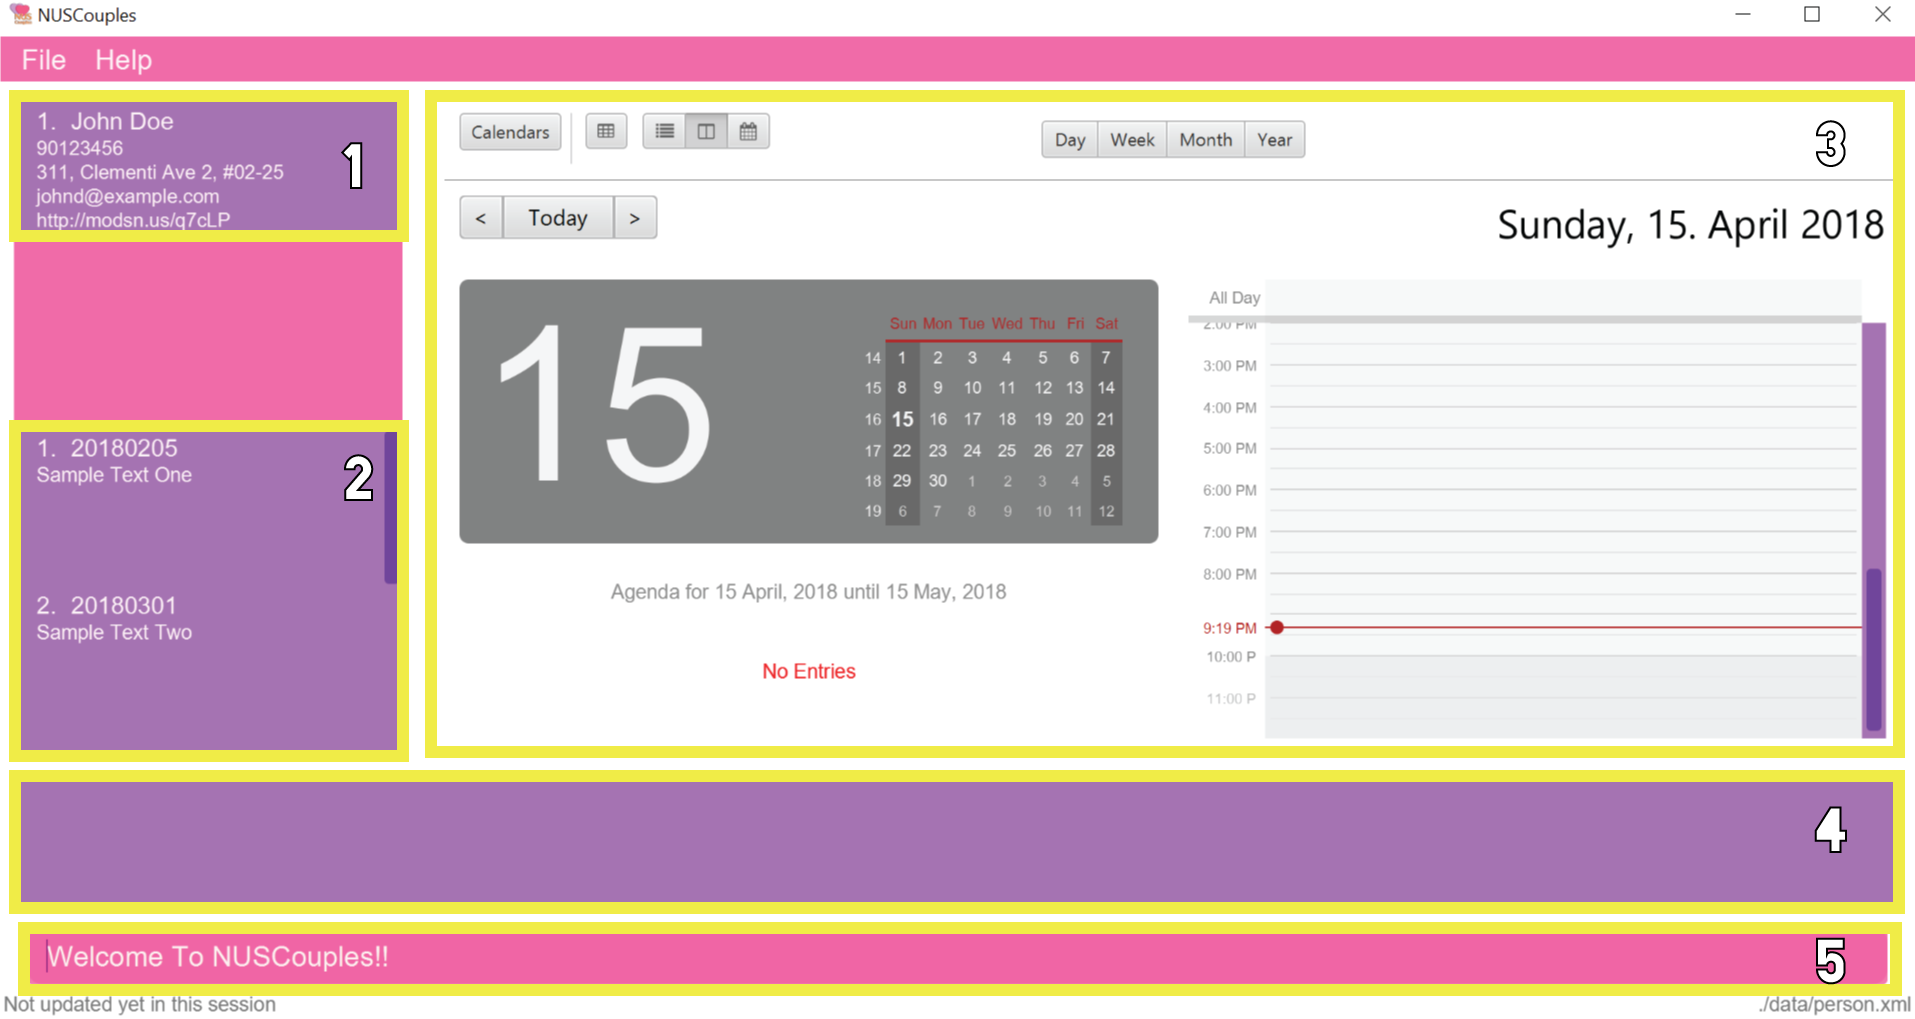 NUSCouples
File Help
1. John Doe
90123456
311, Clementi Ave 2, #02-25
johnd@example.com
http://modsn.us/q7cLP
1
1. 20180205
Sample Text One
2
2. 20180301
Sample Text Two
Calendars
Day Week Month Year
3
< Today >
Sunday, 15. April 2018
15
Sun Mon Tue Wed Thu Fri Sat
14 1 2 3 4 5 6 7
15 8 9 10 11 12 13 14
16 15 16 17 18 19 20 21
17 22 23 24 25 26 27 28
18 29 30 1 2 3 4 5
19 6 7 8 9 10 11 12
Agenda for 15 April, 2018 until 15 May, 2018
No Entries
All Day
2:00 PM
3:00 PM
4:00 PM
5:00 PM
6:00 PM
7:00 PM
8:00 PM
9:19 PM
10:00 P
11:00 P
4
Welcome To NUSCouples!!
5
Not updated yet in this session
./data/person.xml